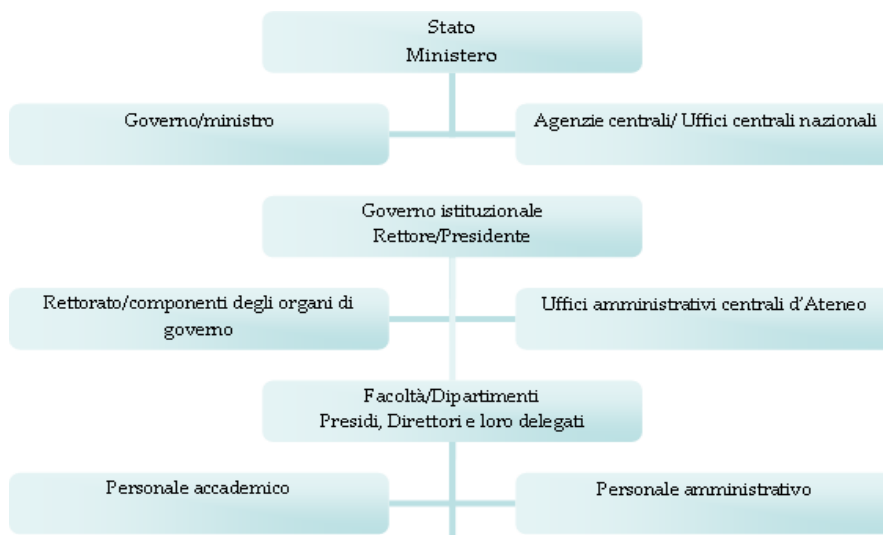 Stato
Ministero
Governo/ministro
Agenzie centrali/ Uffici centrali nazionali
Governo istituzionale
Rettore/Presidente
Rettorato/componenti degli organi di
governo
Uffici amministrativi centrali d'Ateneo
Facoltà/Dipartimenti
Presidi, Direttori e loro delegati
Personale accademico
Personale amministrativo